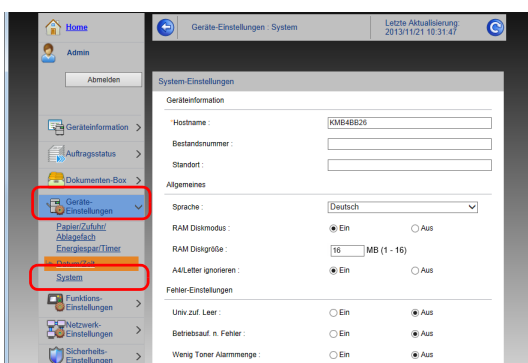 Home
Geräte-Einstellungen : System
Letzte Aktualisierung:
2013/11/21 10:31:47
Admin
Abmelden
System-Einstellungen
Geräteinformation
Geräteinformation
*Hostname :
KMB4BB26
Bestandsnummer :
Auftragsstatus
Standort :
Dokumenten-Box
Allgemeines
Geräte-
Einstellungen
Sprache :
Deutsch
Papier/Zufuhr/
Ablagefach
RAM Diskmodus :
Ein
Aus
Energiespar/Timer
RAM Diskgröße :
16
MB (1 - 16)
Datum/Zeit
System
A4/Letter ignorieren :
Ein
Aus
Fehler-Einstellungen
Funktions-
Einstellungen
Univ.zuf. Leer :
Ein
Aus
Netzwerk-
Einstellungen
Betriebsauf. n. Fehler :
Ein
Aus
Sicherheits-
Einstellungen
Wenig Toner Alarmmenge :
Ein
Aus